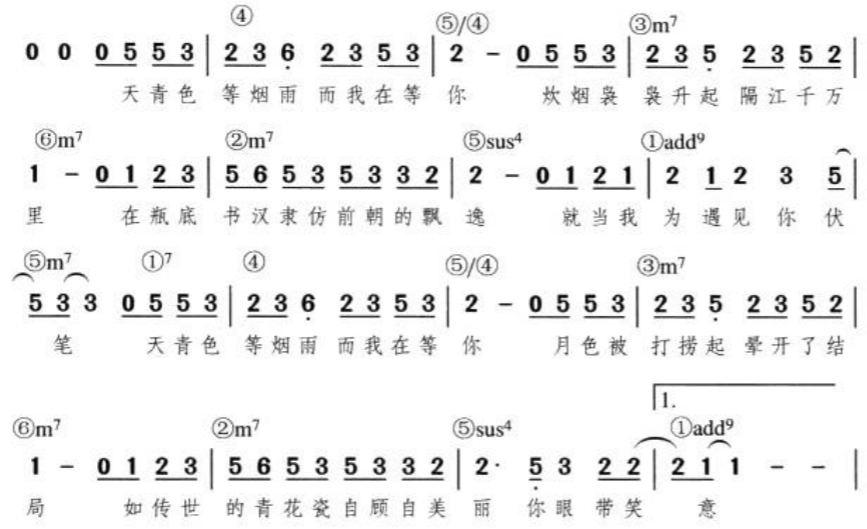 ④ ⑤/④ ③m7
0 0 0 5 5 3 | 2 3 6 2 3 5 3 | 2 - 0 5 5 3 | 2 3 5 2 3 5 2 |
天青色 等烟雨 而我在等 你 炊烟袅 袅升起 隔江千万
⑥m7 ②m7 ⑤sus4 ①add9
1 - 0 1 2 3 | 5 6 5 3 5 3 3 2 | 2 - 0 1 2 1 | 2 1 2 3 5 |
里 在瓶底 书汉隶仿前朝的飘 逸 就当我 为遇见你伏
⑤m7 ①7 ④ ⑤/④ ③m7
5 3 3 0 5 5 3 | 2 3 6 2 3 5 3 | 2 - 0 5 5 3 | 2 3 5 2 3 5 2 |
笔 天青色 等烟雨 而我在等 你 月色被 打捞起 晕开了结
1.
⑥m7 ②m7 ⑤sus4 ①add9
1 - 0 1 2 3 | 5 6 5 3 5 3 3 2 | 2· 5 3 2 2 | 2 1 1 - - |
局 如传世 的青花瓷自顾自美 丽 你眼带笑 意